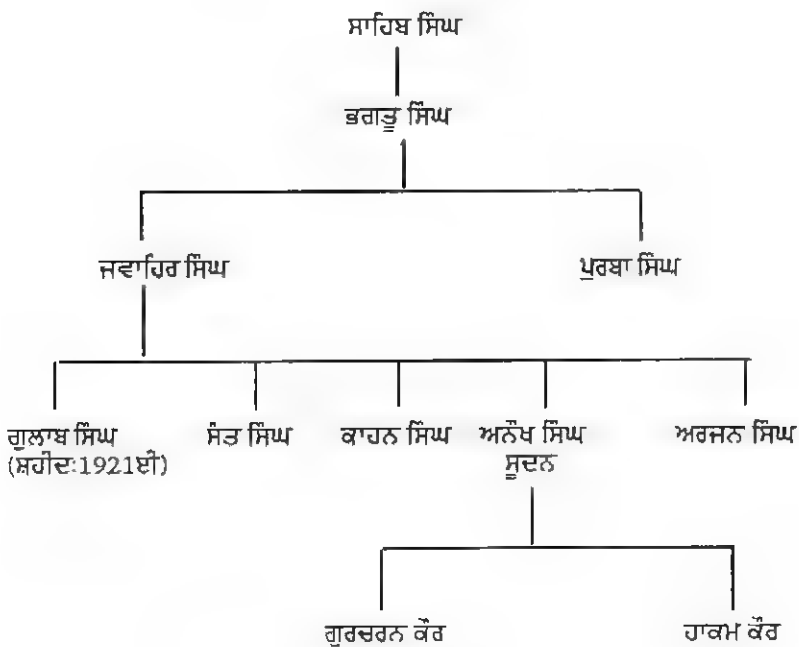 ਸਾਹਿਬ ਸਿੰਘ
ਭਗਤੂ ਸਿੰਘ
ਜਵਾਹਿਰ ਸਿੰਘ
ਪੁਰਬਾ ਸਿੰਘ
ਗੁਲਾਬ ਸਿੰਘ
(ਸ਼ਹੀਦ:1921ਈ)
ਸੰਤ ਸਿੰਘ
ਕਾਹਨ ਸਿੰਘ
ਅਨੋਖ ਸਿੰਘ
ਸੂਦਨ
ਅਰਜਨ ਸਿੰਘ
ਗੁਰਚਰਨ ਕੌਰ
ਹਾਕਮ ਕੌਰ